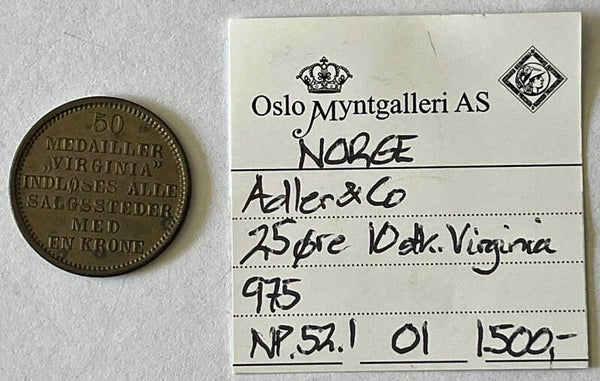 50
MEDAILLER
„VIRGINIA”
INDLØSES ALLE
SALGSSTEDER
MED
EN KRONE
Oslo Myntgalleri AS
NORGE
Adler & Co
25 øre 10 stk. Virginia
975
NP.52.1 01 1500,-